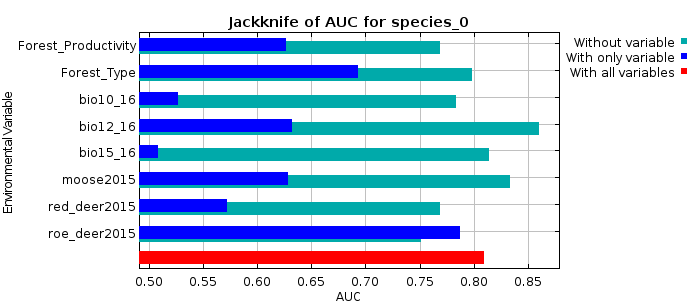 Jackknife of AUC for species_0
Environmental Variable
Forest_Productivity
Forest_Type
bio10_16
bio12_16
bio15_16
moose2015
red_deer2015
roe_deer2015
0.50 0.55 0.60 0.65 0.70 0.75 0.80 0.85
AUC
Without variable
With only variable
With all variables